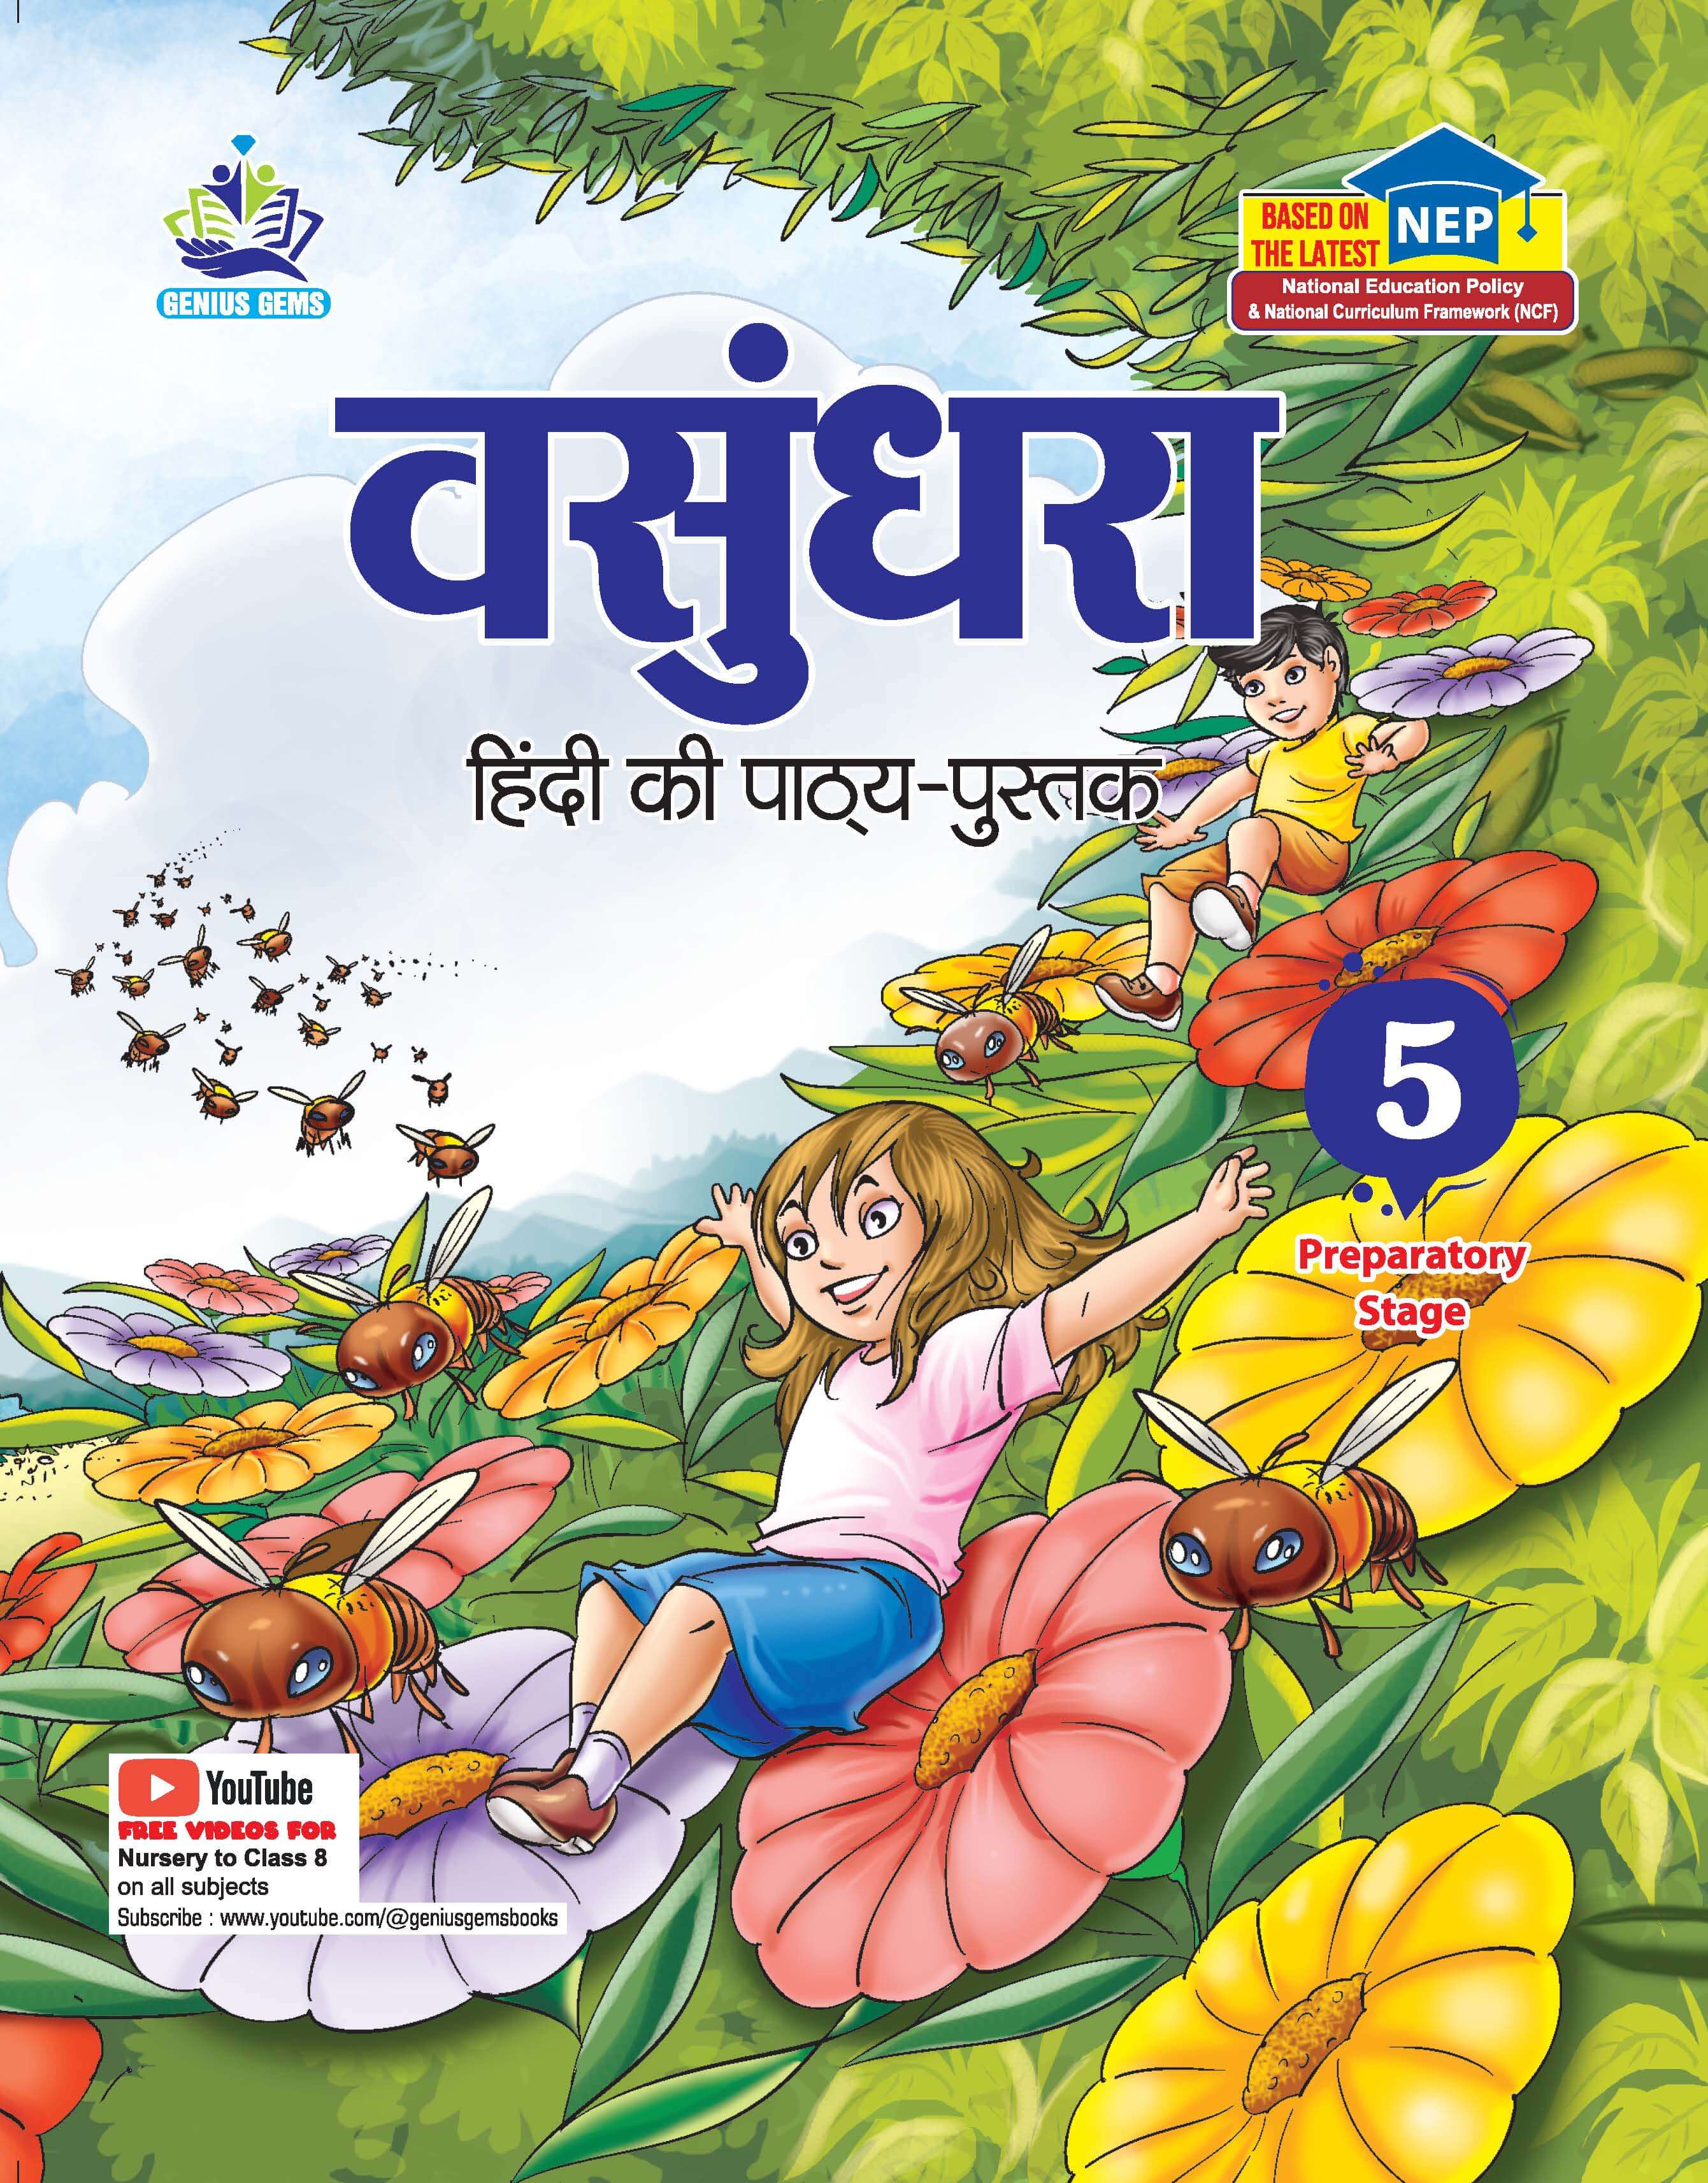 GENIUS GEMS
BASED ON
THE LATEST
NEP
National Education Policy
& National Curriculum Framework (NCF)
वसुंधरा
हिंदी की पाठ्य-पुस्तक
5
Preparatory
Stage
YouTube
FREE VIDEOS FOR
Nursery to Class 8
on all subjects
Subscribe : www.youtube.com/@geniusgemsbooks